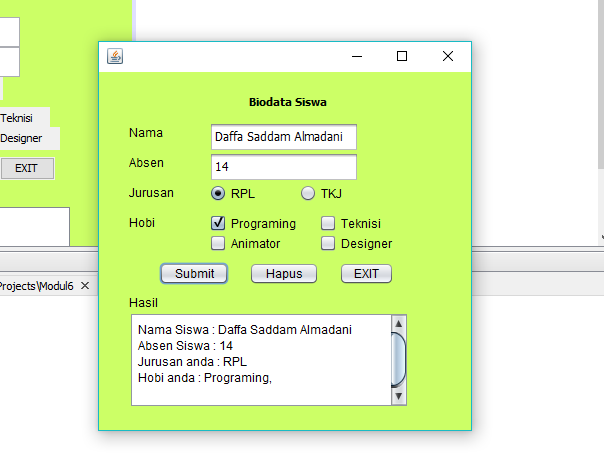 Biodata Siswa
Nama Daffa Saddam Almadani
Absen 14
Jurusan RPL TKJ
Hobi Programing Teknisi
Animator Designer
Submit Hapus EXIT
Hasil
Nama Siswa : Daffa Saddam Almadani
Absen Siswa : 14
Jurusan anda : RPL
Hobi anda : Programing,
Teknisi
Designer
EXIT
Projects\Modul6